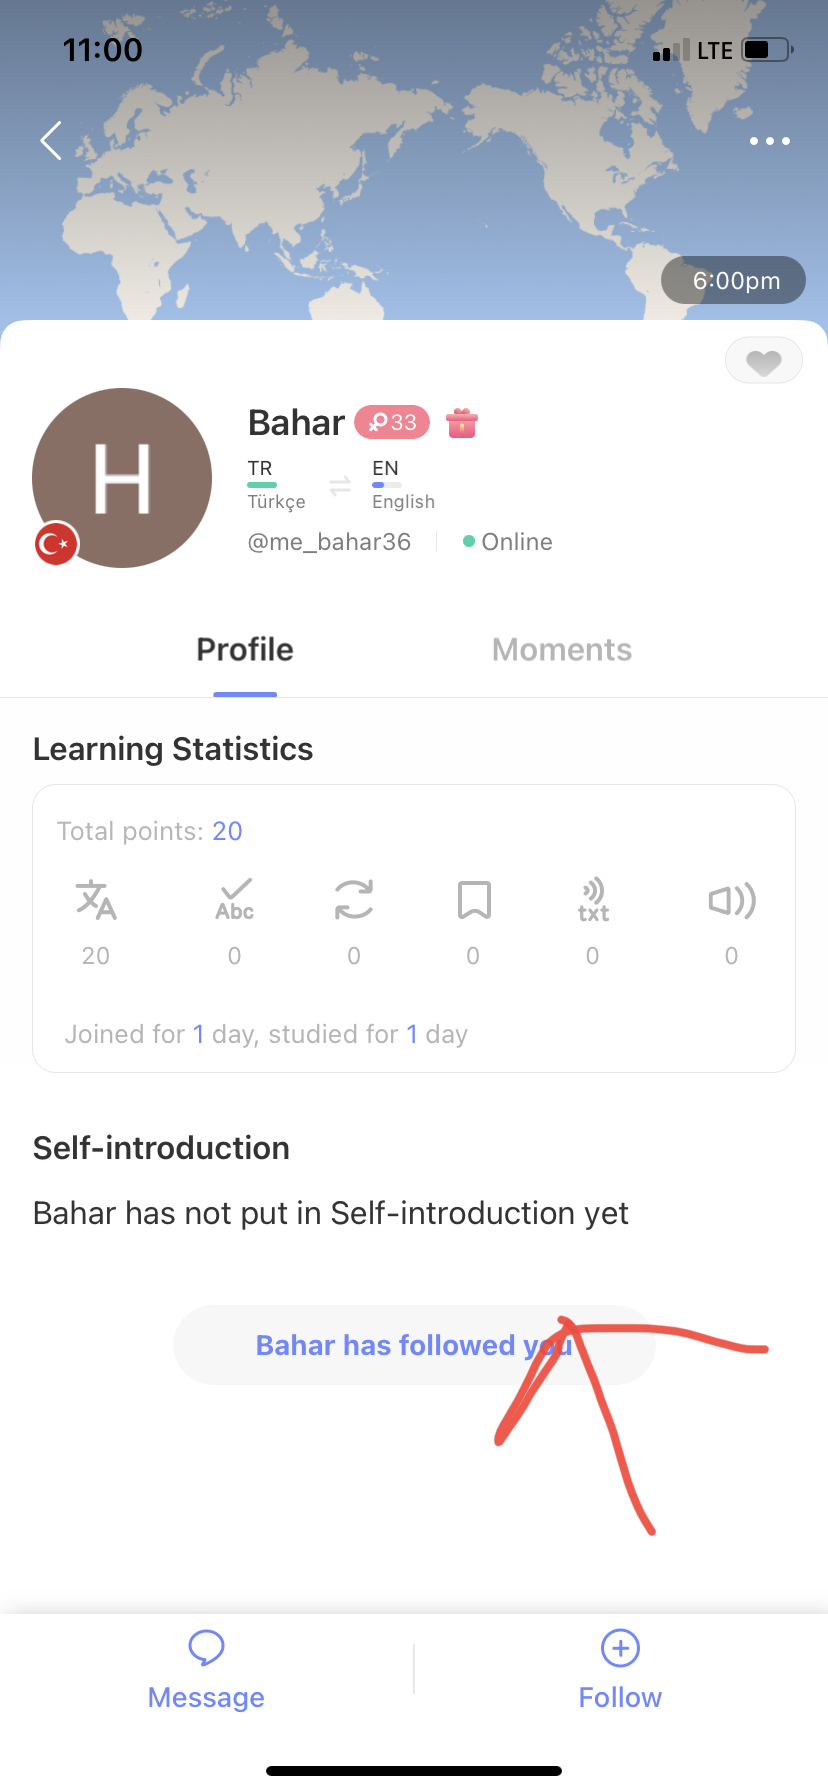 11:00
LTE
6:00pm
H
Bahar 33
TR EN
Türkçe English
@me_bahar36 Online
Profile Moments
Learning Statistics
Total points: 20
文A Abc txt
20 0 0 0 0 0
Joined for 1 day, studied for 1 day
Self-introduction
Bahar has not put in Self-introduction yet
Bahar has followed you
Message Follow